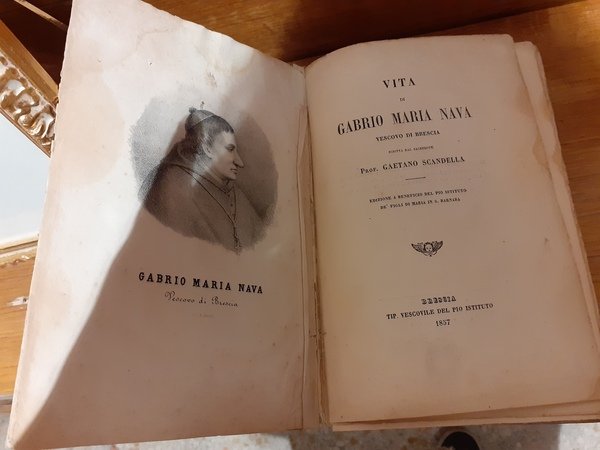 GABRIO MARIA NAVA
Vescovo di Brescia
VITA
DI
GABRIO MARIA NAVA
VESCOVO DI BRESCIA
SCRITTA DAL SACERDOTE
PROF. GAETANO SCANDELLA
EDIZIONE A BENEFICIO DEL PIO ISTITUTO
DE' FIGLI DI MARIA IN S. BARNABA
BRESCIA
TIP. VESCOVILE DEL PIO ISTITUTO
1857